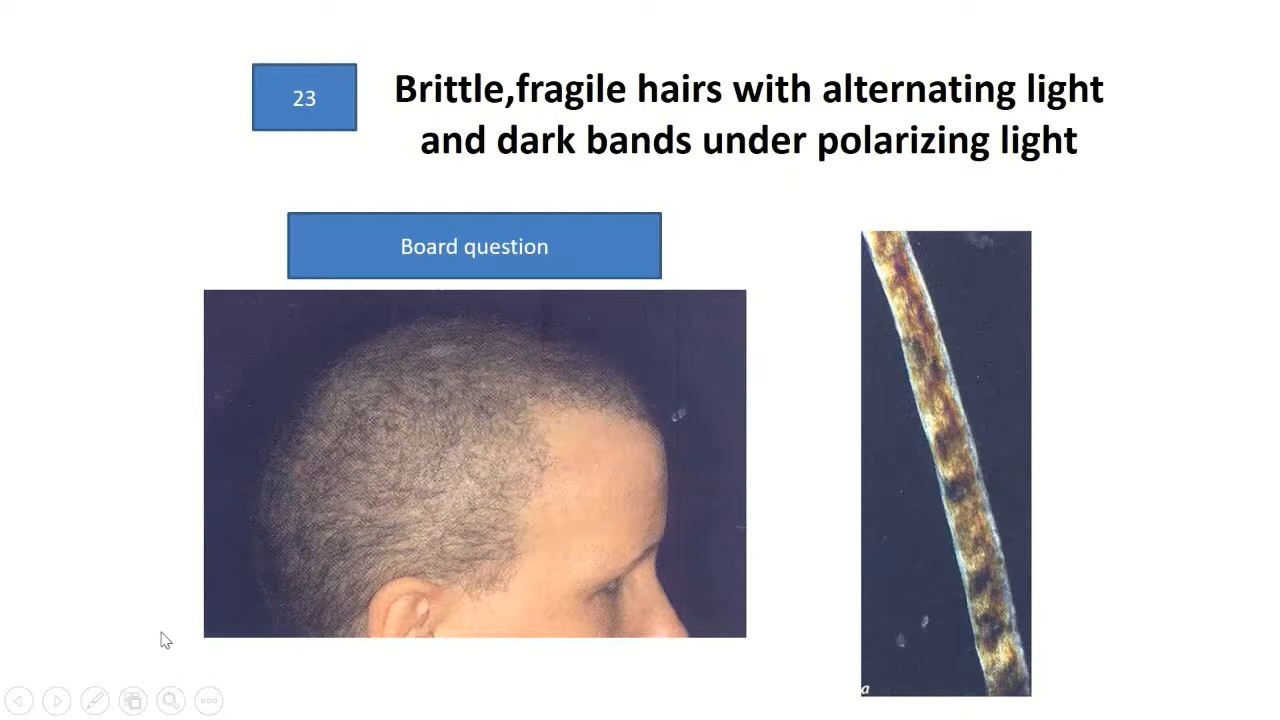 23
Brittle,fragile hairs with alternating light
and dark bands under polarizing light
Board question
a